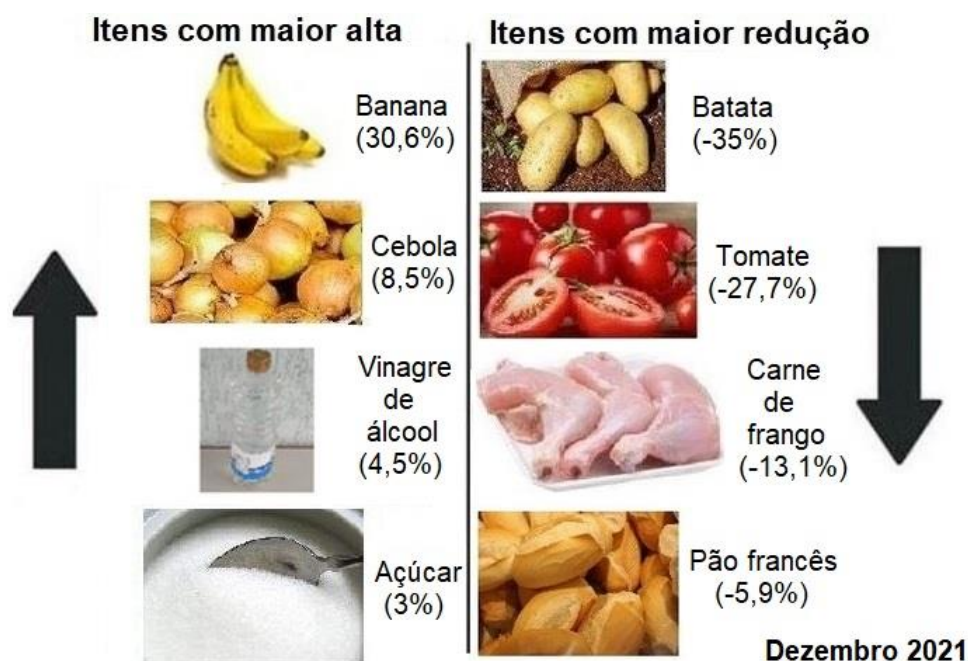 Itens com maior alta
Banana
(30,6%)
Cebola
(8,5%)
Vinagre
de
álcool
(4,5%)
Açúcar
(3%)
Itens com maior redução
Batata
(-35%)
Tomate
(-27,7%)
Carne
de
frango
(-13,1%)
Pão francês
(-5,9%)
Dezembro 2021